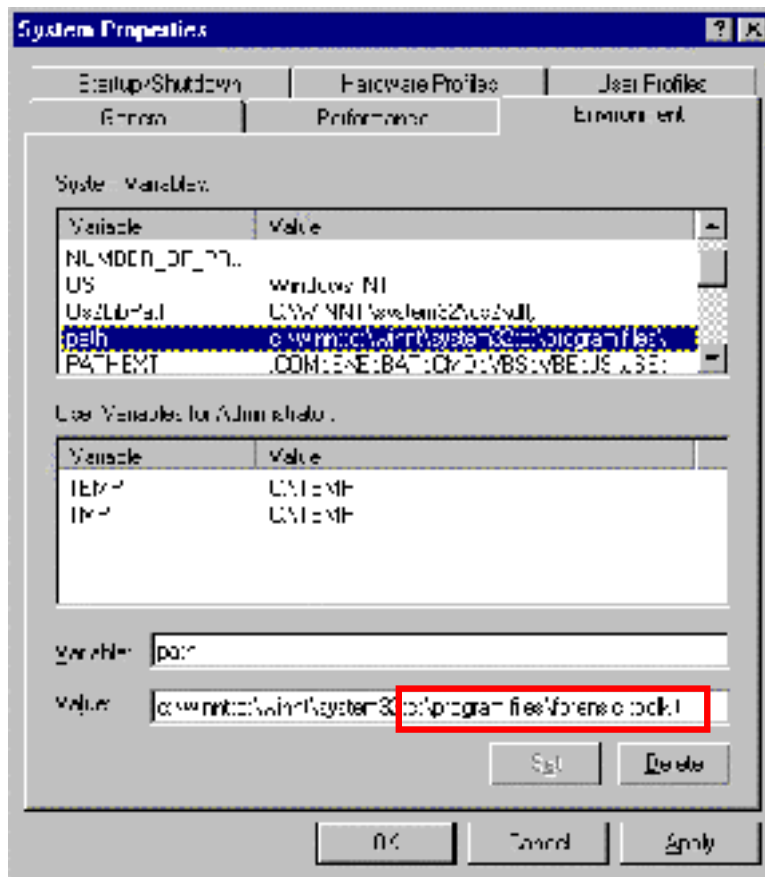 System Properties
Startup/Shutdown Hardware Profiles User Profiles
General Performance Environment
System Variables:
Variable Value
NUMBER_OF_PR...
OS Windows_NT
Os2LibPath C:\WINNT\system32\os2\dll;
path c:\winnt;c:\winnt\system32;c:\program files\
PATHEXT .COM;.EXE;.BAT;.CMD;.VBS;.VBE;.JS;.JSE;
User Variables for Administrator:
Variable Value
TEMP C:\TEMP
TMP C:\TEMP
Variable: path
Value: c:\winnt;c:\winnt\system32;c:\program files\forensic toolkit
Set Delete
OK Cancel Apply